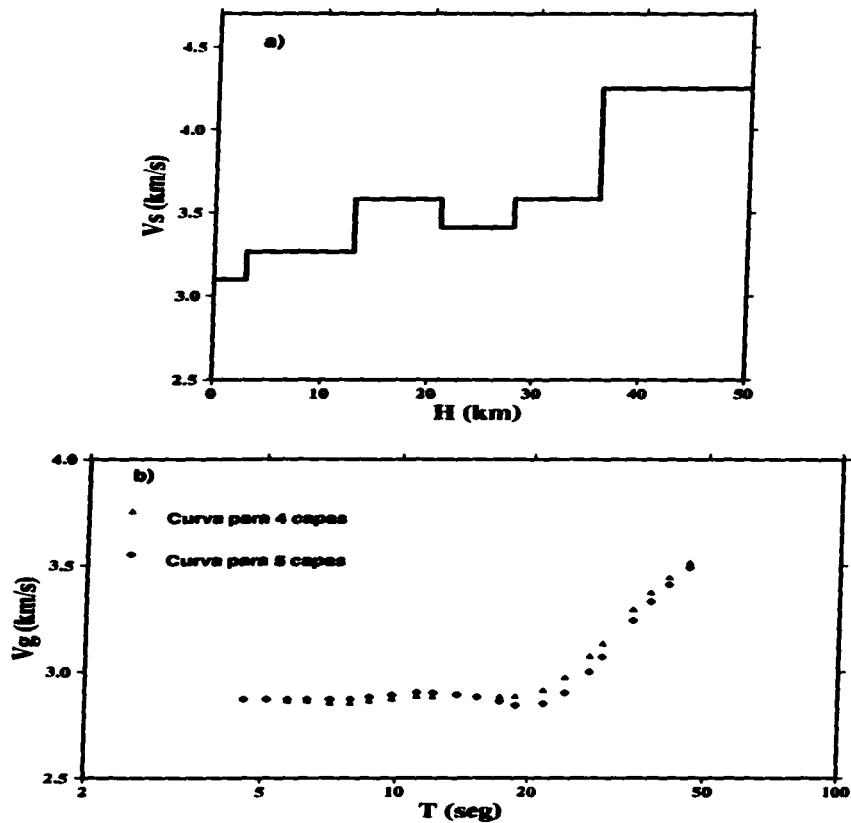 a)
4.5
4.0
3.5
3.0
2.5
Vs (km/s)
0 10 20 30 40 50
H (km)
b)
Curva para 4 capas
Curva para 5 capas
4.0
3.5
3.0
2.5
Vg (km/s)
2 5 10 20 50 100
T (seg)